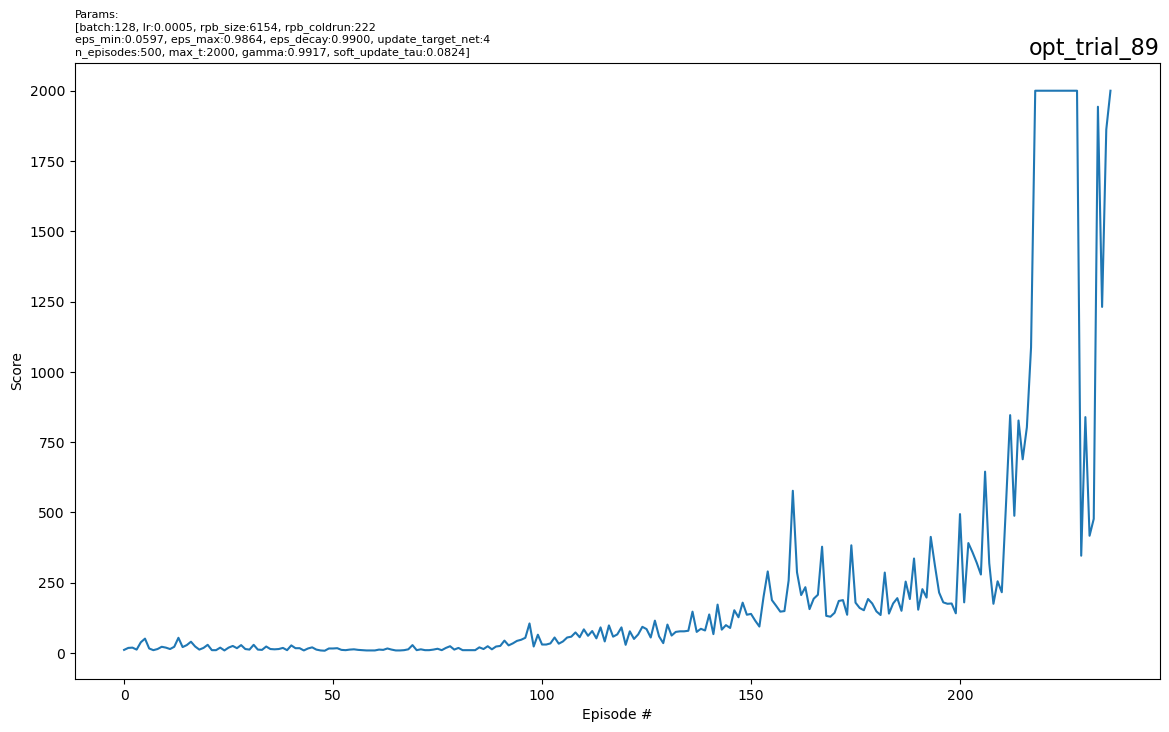 Params:
[batch:128, lr:0.0005, rpb_size:6154, rpb_coldrun:222
eps_min:0.0597, eps_max:0.9864, eps_decay:0.9900, update_target_net:4
n_episodes:500, max_t:2000, gamma:0.9917, soft_update_tau:0.0824]
opt_trial_89
2000
1750
1500
1250
1000
750
500
250
0
Score
0
50
100
150
200
Episode #